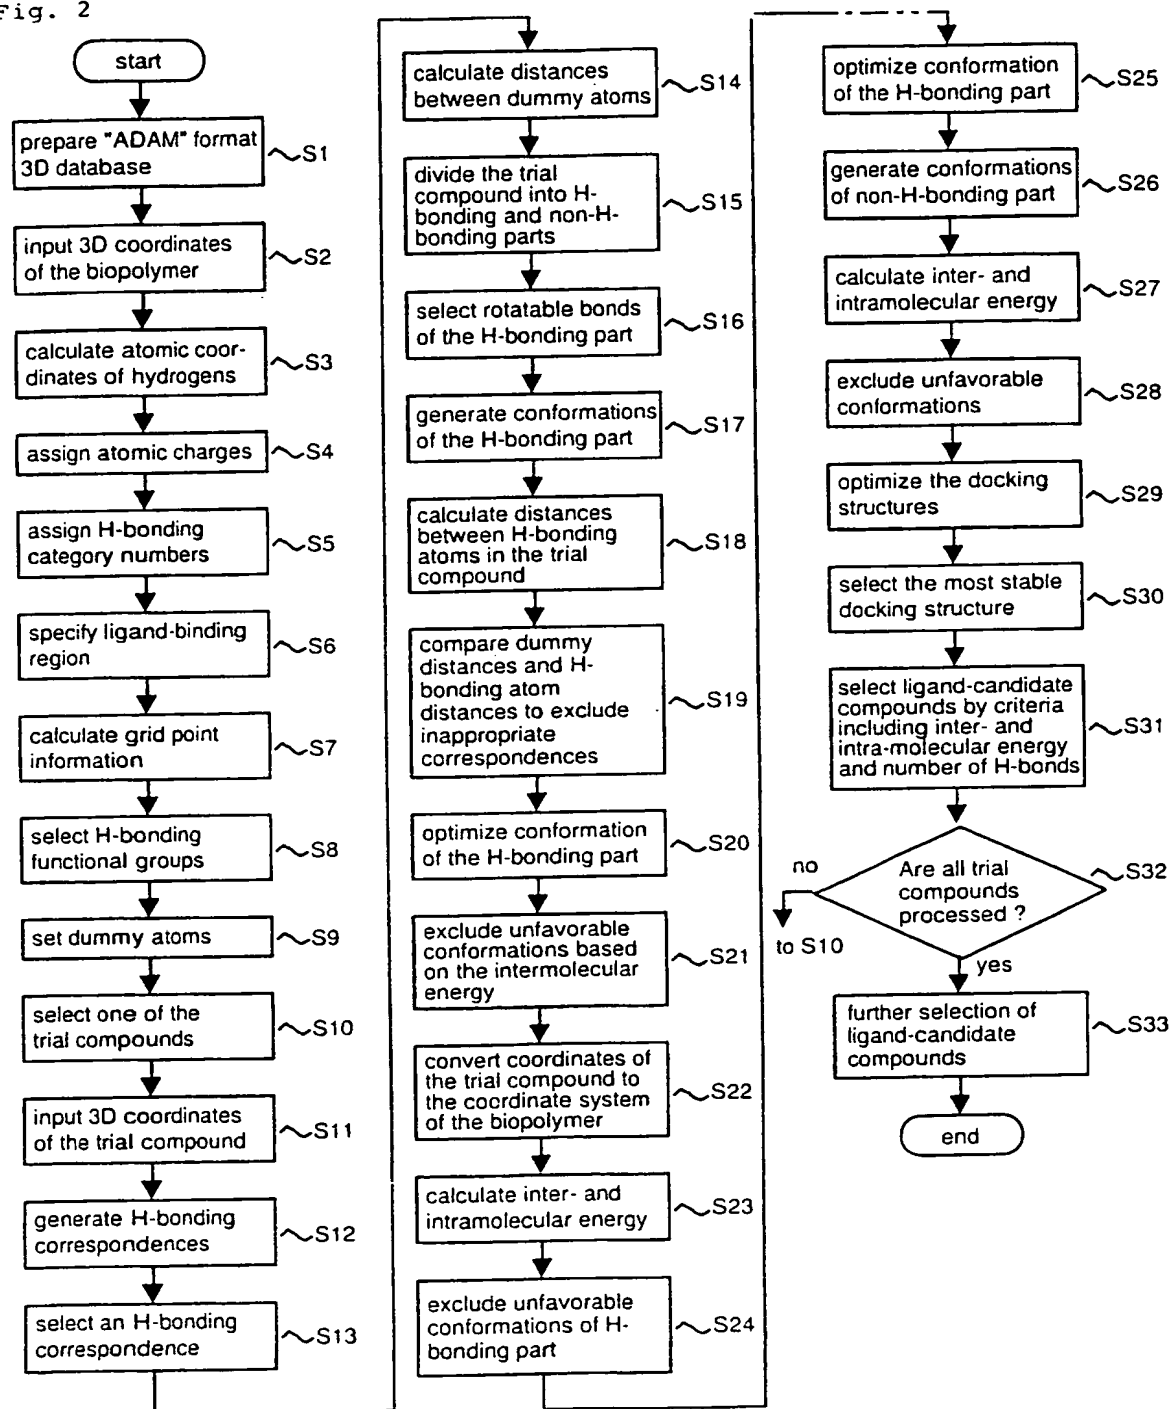 Fig. 2
start
prepare "ADAM" format
3D database
S1
input 3D coordinates
of the biopolymer
S2
calculate atomic coor-
dinates of hydrogens
S3
assign atomic charges
S4
assign H-bonding
category numbers
S5
specify ligand-binding
region
S6
calculate grid point
information
S7
select H-bonding
functional groups
S8
set dummy atoms
S9
select one of the
trial compounds
S10
input 3D coordinates
of the trial compound
S11
generate H-bonding
correspondences
S12
select an H-bonding
correspondence
S13
calculate distances
between dummy atoms
S14
divide the trial
compound into H-
bonding and non-H-
bonding parts
S15
select rotatable bonds
of the H-bonding part
S16
generate conformations
of the H-bonding part
S17
calculate distances
between H-bonding
atoms in the trial
compound
S18
compare dummy
distances and H-
bonding atom
distances to exclude
inappropriate
correspondences
S19
optimize conformation
of the H-bonding part
S20
exclude unfavorable
conformations based
on the intermolecular
energy
S21
convert coordinates of
the trial compound to
the coordinate system
of the biopolymer
S22
calculate inter- and
intramolecular energy
S23
exclude unfavorable
conformations of H-
bonding part
S24
optimize conformation
of the H-bonding part
S25
generate conformations
of non-H-bonding part
S26
calculate inter- and
intramolecular energy
S27
exclude unfavorable
conformations
S28
optimize the docking
structures
S29
select the most stable
docking structure
S30
select ligand-candidate
compounds by criteria
including inter- and
intra-molecular energy
and number of H-bonds
S31
Are all trial
compounds
processed ?
S32
no
to S10
yes
further selection of
ligand-candidate
compounds
S33
end